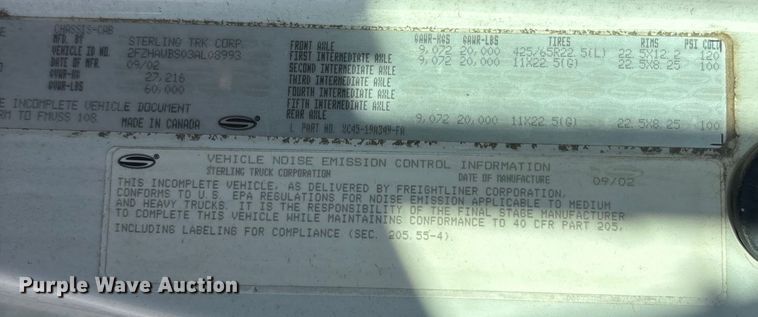 CHASSIS-CAB
MFD. BY STERLING TRK CORP.
VEHICLE ID NO. 2FZHAWBS03AL08993
DATE OF MFR. 09/02
GVWR-KG 27,216
GVWR-LBS 60,000
INCOMPLETE VEHICLE DOCUMENT
RM TO FMVSS 108. MADE IN CANADA
GAWR-KGS GAWR-LBS TIRES RIMS PSI COLD
FRONT AXLE 9,072 20,000 425/65R22.5(L) 22.5X12.2 120
FIRST INTERMEDIATE AXLE 9,072 20,000 11X22.5(G) 22.5X8.25 100
SECOND INTERMEDIATE AXLE
THIRD INTERMEDIATE AXLE
FOURTH INTERMEDIATE AXLE
FIFTH INTERMEDIATE AXLE
REAR AXLE 9,072 20,000 11X22.5(G) 22.5X8.25 100
L PART NO. XC45-19A349-FA
VEHICLE NOISE EMISSION CONTROL INFORMATION
STERLING TRUCK CORPORATION DATE OF MANUFACTURE 09/02
THIS INCOMPLETE VEHICLE, AS DELIVERED BY FREIGHTLINER CORPORATION,
CONFORMS TO U.S. EPA REGULATIONS FOR NOISE EMISSION APPLICABLE TO MEDIUM
AND HEAVY TRUCKS. IT IS THE RESPONSIBILITY OF THE FINAL STAGE MANUFACTURER
TO COMPLETE THIS VEHICLE WHILE MAINTAINING CONFORMANCE TO 40 CFR PART 205,
INCLUDING LABELING FOR COMPLIANCE (SEC. 205.55-4).
Purple Wave Auction